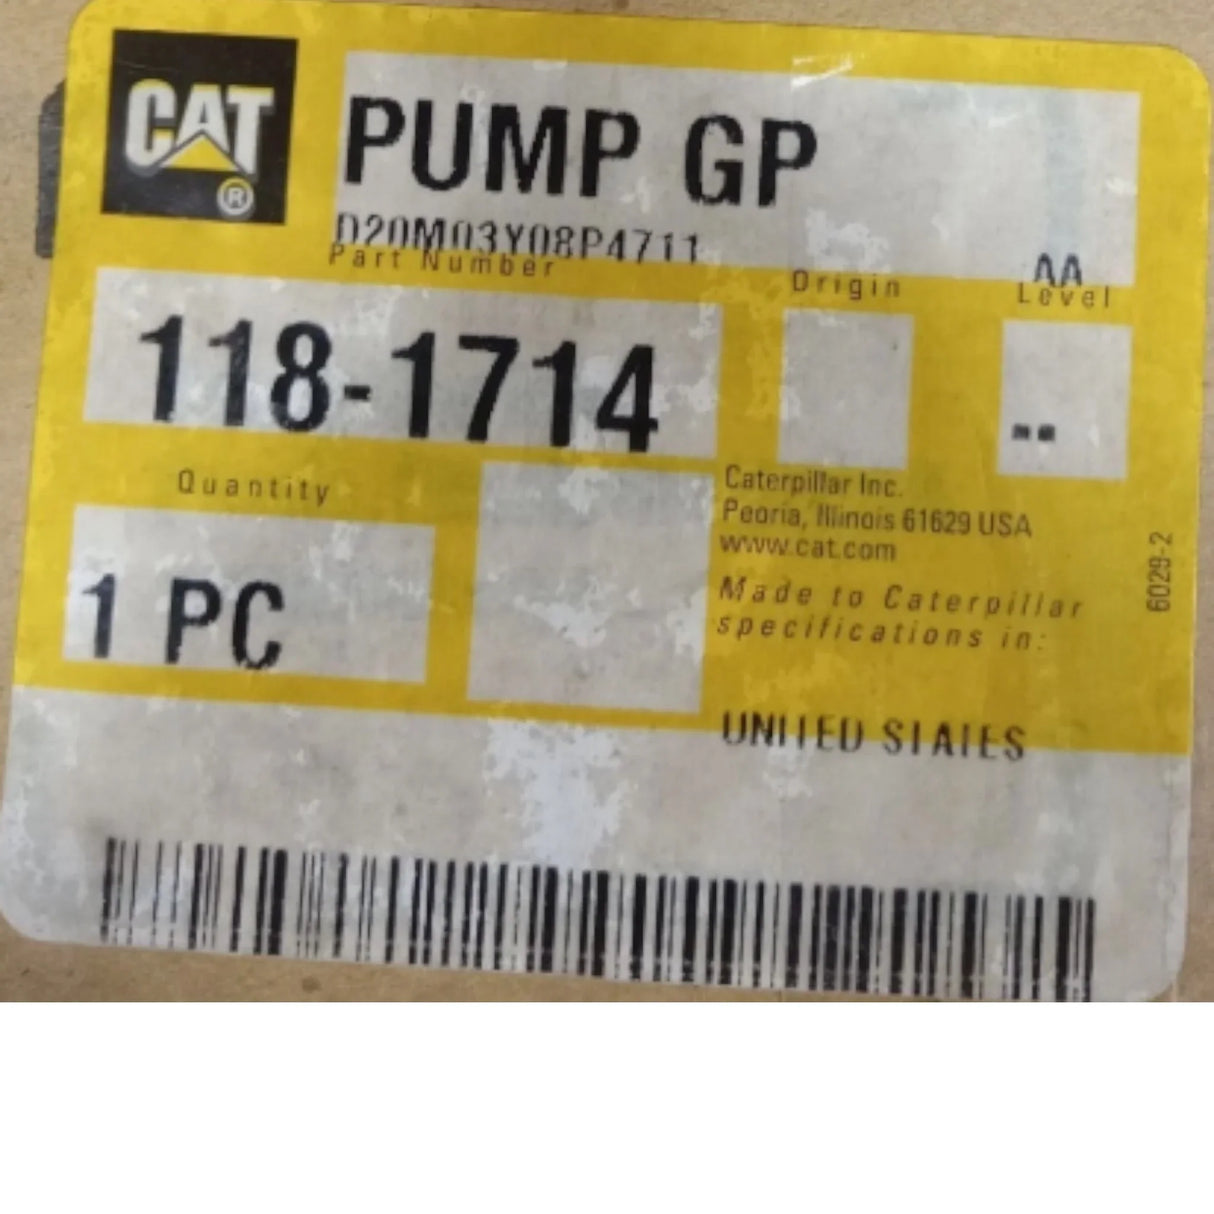 CAT
®
PUMP GP
D20M03Y08P4711
AA
Part Number
Origin
Level
118-1714
--
Quantity
1 PC
Caterpillar Inc.
Peoria, Illinois 61629 USA
www.cat.com
Made to Caterpillar
specifications in:
6029-2
UNITED STATES